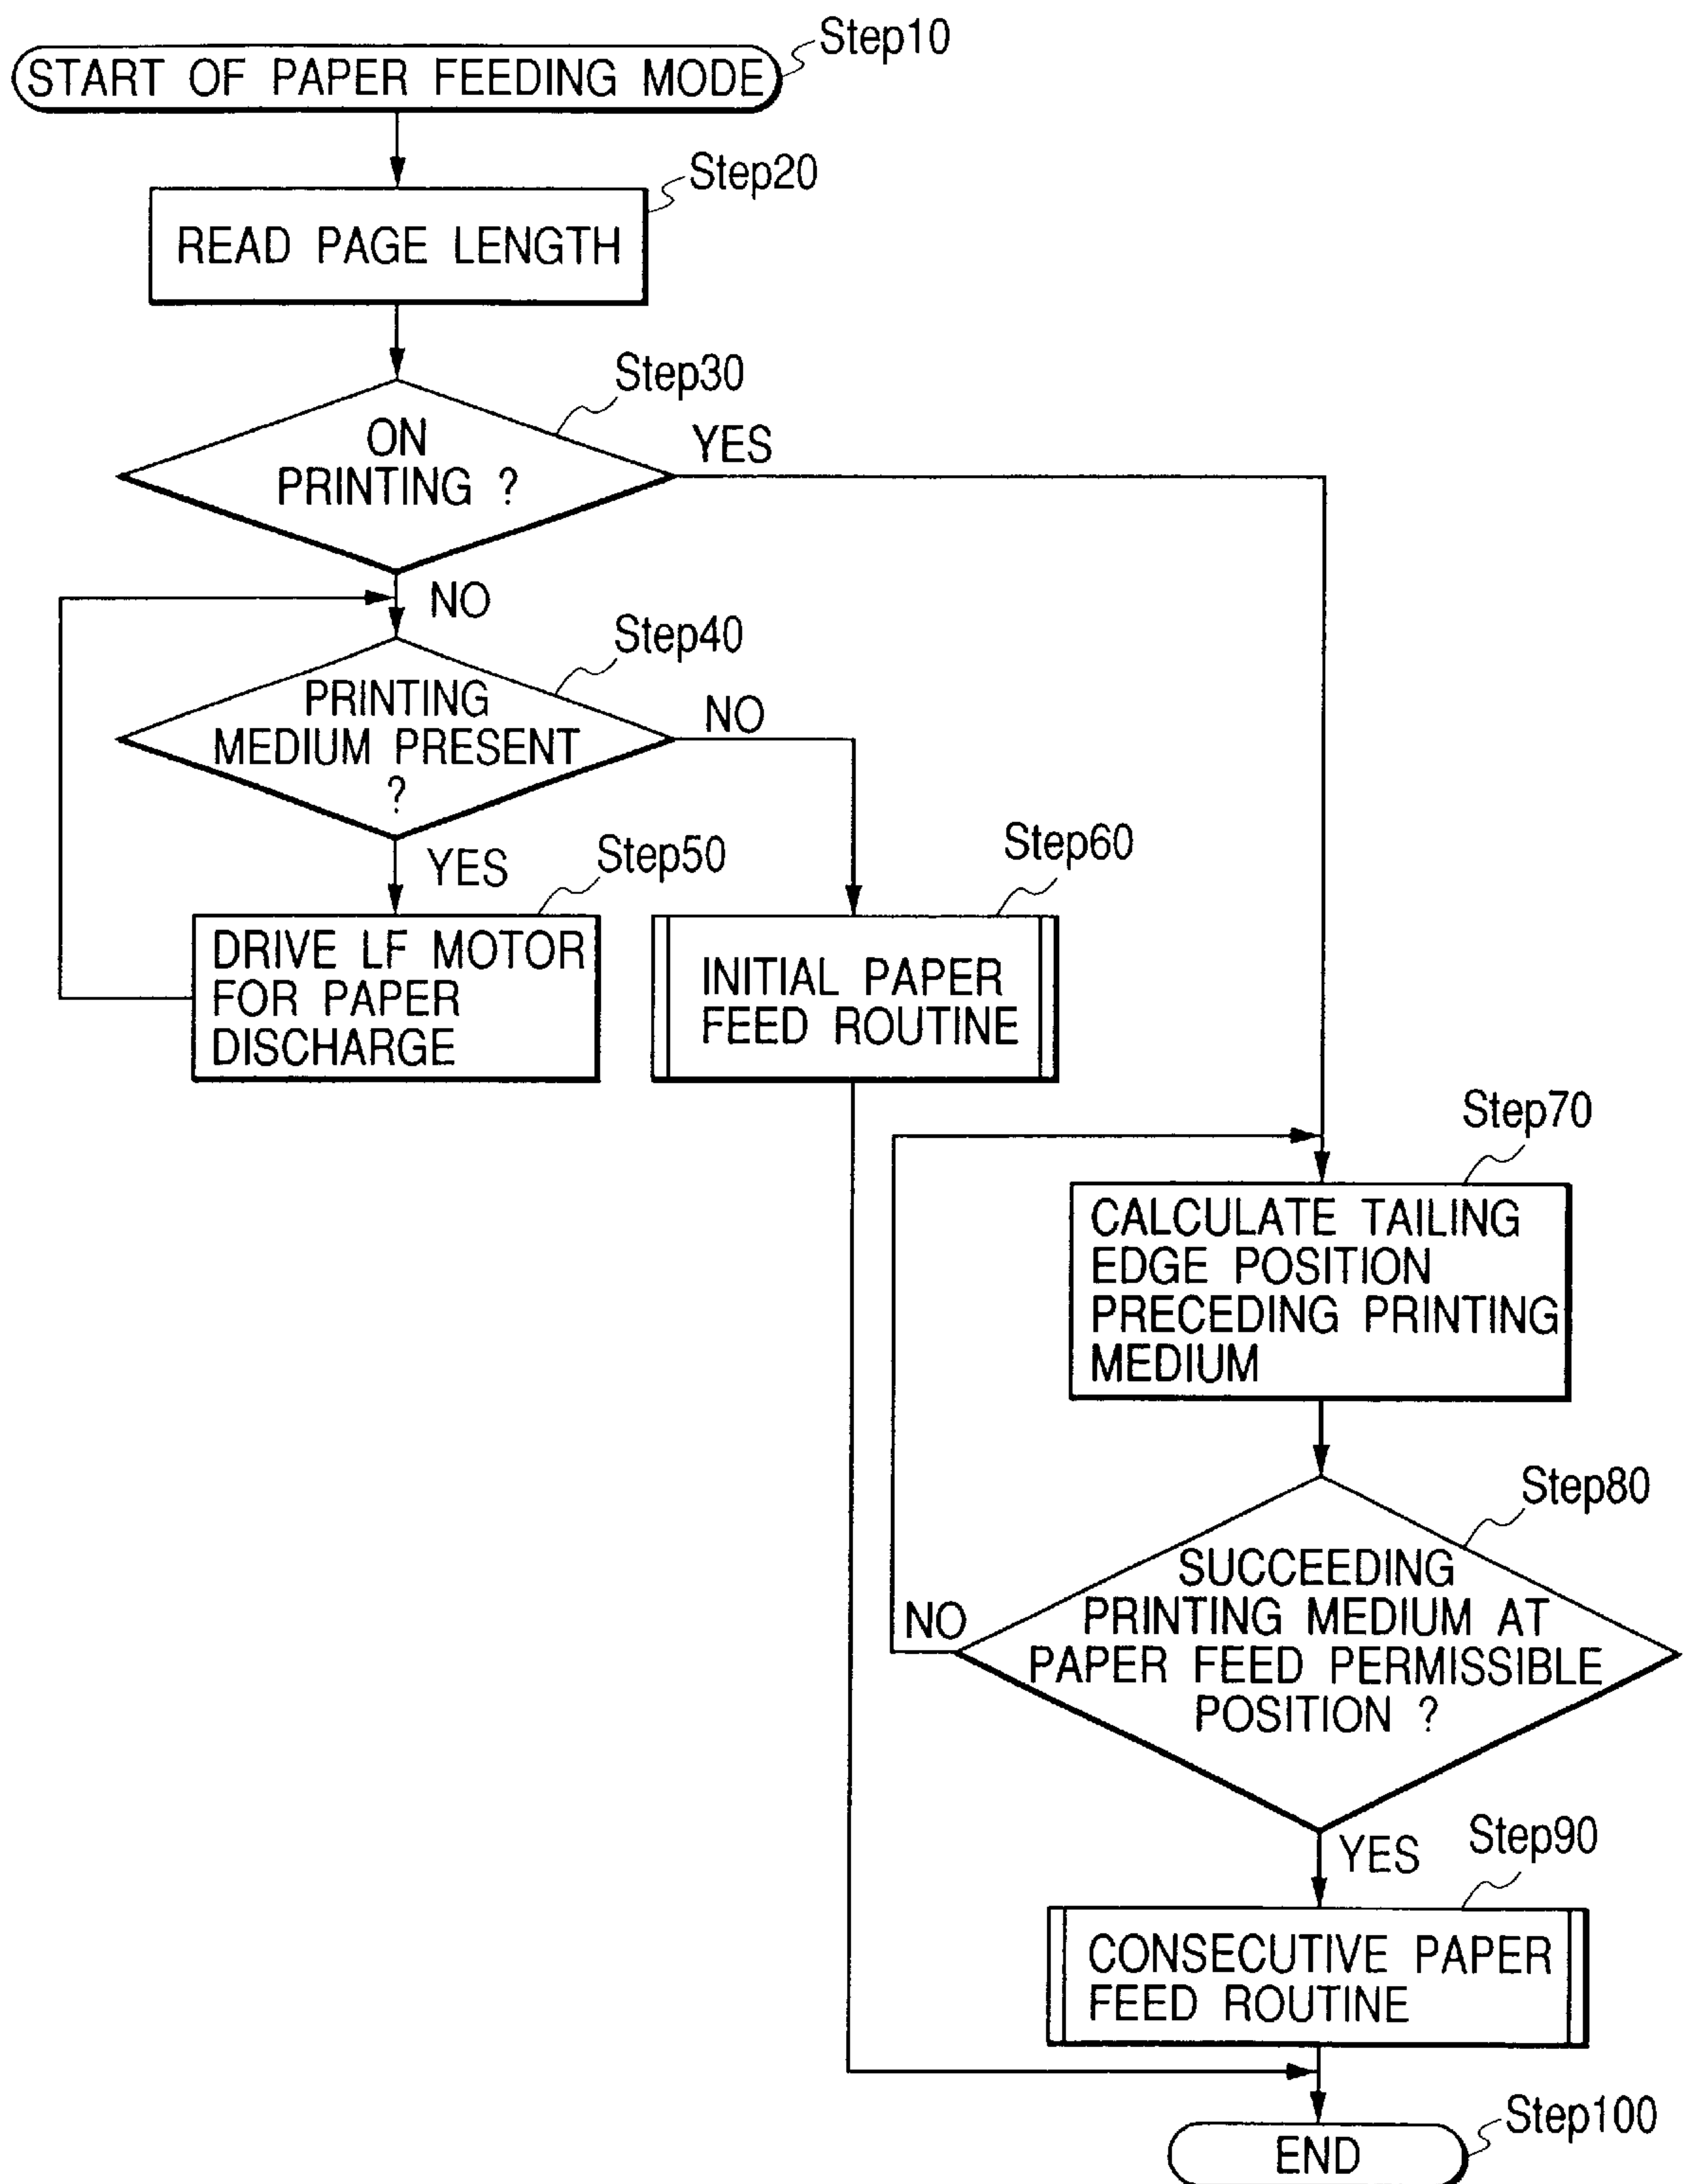 Step10
START OF PAPER FEEDING MODE
Step20
READ PAGE LENGTH
Step30
ON
PRINTING ?
YES
NO
Step40
PRINTING
MEDIUM PRESENT
?
NO
YES
Step50
DRIVE LF MOTOR
FOR PAPER
DISCHARGE
Step60
INITIAL PAPER
FEED ROUTINE
Step70
CALCULATE TAILING
EDGE POSITION
PRECEDING PRINTING
MEDIUM
Step80
SUCCEEDING
PRINTING MEDIUM AT
PAPER FEED PERMISSIBLE
POSITION ?
NO
YES
Step90
CONSECUTIVE PAPER
FEED ROUTINE
Step100
END